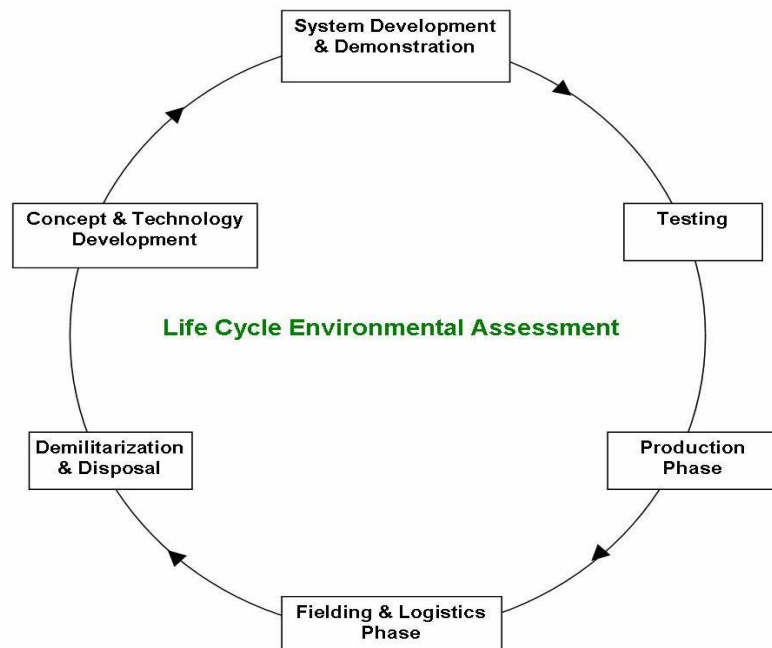 System Development
& Demonstration
Concept & Technology
Development
Testing
Life Cycle Environmental Assessment
Demilitarization
& Disposal
Production
Phase
Fielding & Logistics
Phase